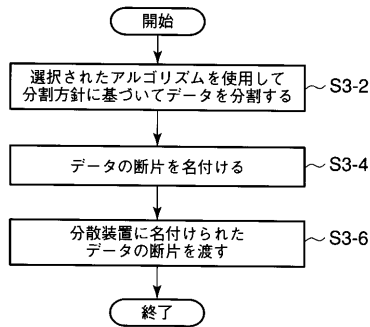 開始
選択されたアルゴリズムを使用して
分割方針に基づいてデータを分割する
S3-2
データの断片を名付ける
S3-4
分散装置に名付けられた
データの断片を渡す
S3-6
終了